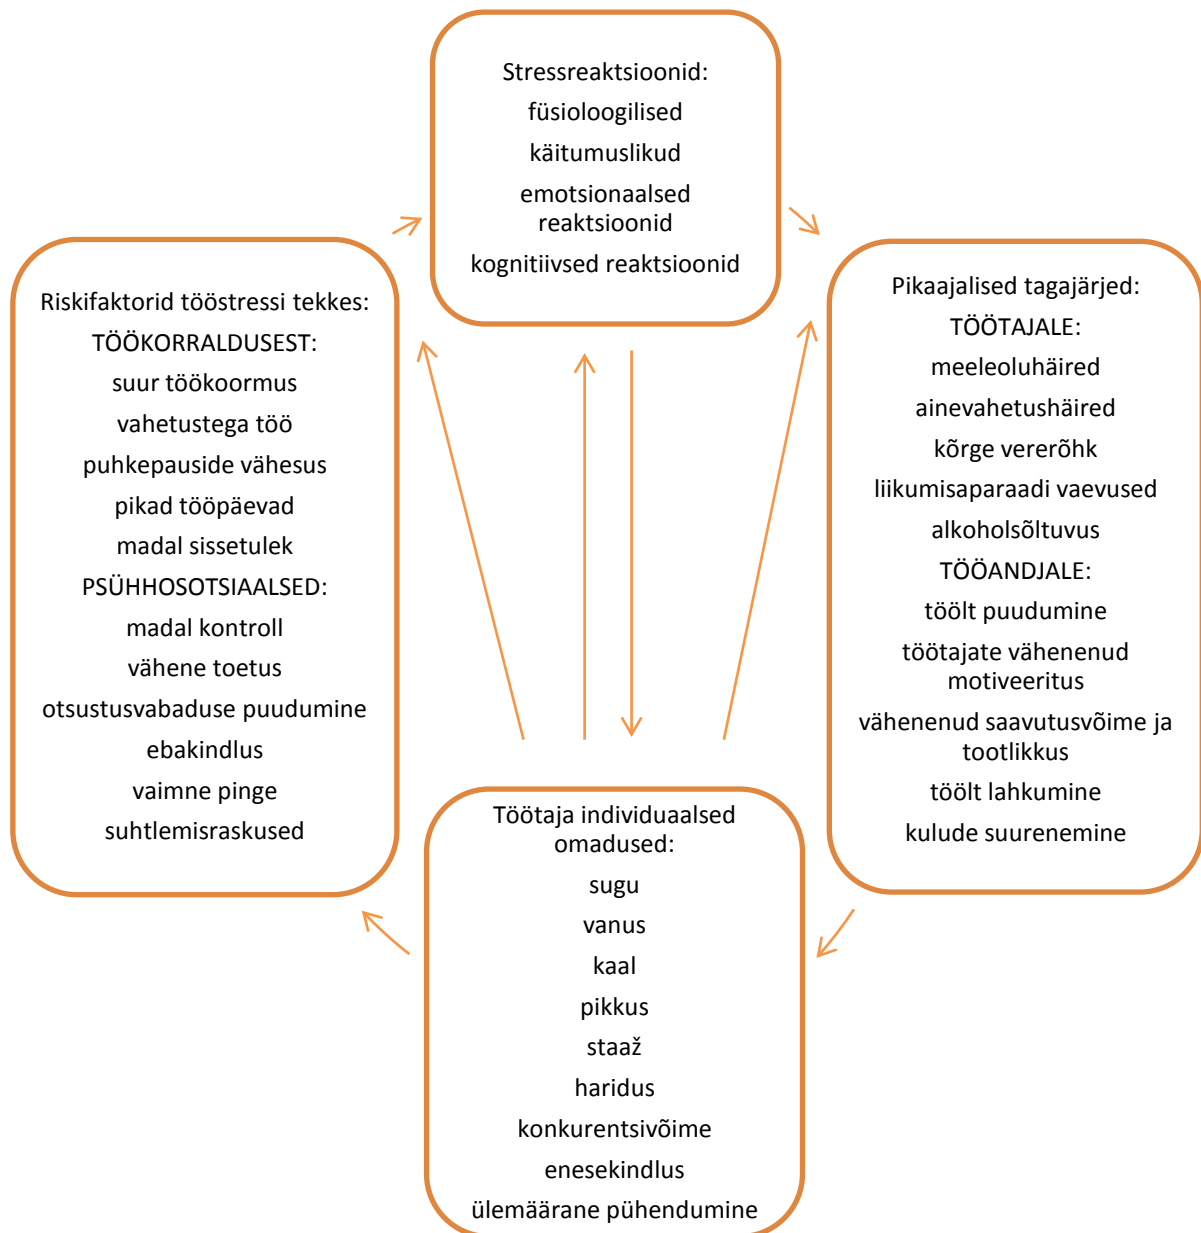 Stressreaktsioonid:
füsioloogilised
käitumuslikud
emotsionaalsed
reaktsioonid
kognitiivsed reaktsioonid
Riskifaktorid tööstressi tekkes:
TÖÖKORRALDUSEST:
suur töökoormus
vahetustega töö
puhkepauside vähesus
pikad tööpäevad
madal sissetulek
PSÜHHOSOTSIAALSED:
madal kontroll
vähene toetus
otsustusvabaduse puudumine
ebakindlus
vaimne pinge
suhtlemisraskused
Pikaajalised tagajärjed:
TÖÖTAJALE:
meeleoluhäired
ainevahetushäired
kõrge vererõhk
liikumisaparaadi vaevused
alkoholsõltuvus
TÖÖANDJALE:
töölt puudumine
töötajate vähenenud
motiveeritus
vähenenud saavutusvõime ja
tootlikkus
töölt lahkumine
kulude suurenemine
Töötaja individuaalsed
omadused:
sugu
vanus
kaal
pikkus
staaž
haridus
konkurentsivõime
enesekindlus
ülemäärane pühendumine